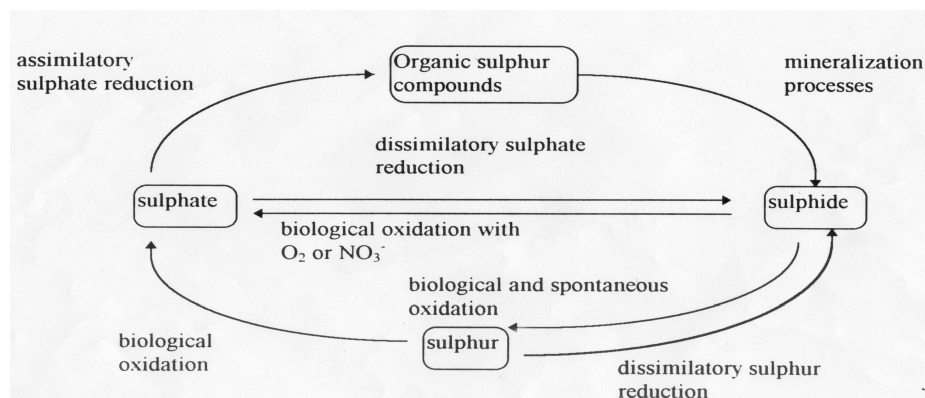 assimilatory
sulphate reduction
Organic sulphur
compounds
mineralization
processes
dissimilatory sulphate
reduction
sulphate
sulphide
biological oxidation with
O₂ or NO₃⁻
biological and spontaneous
oxidation
biological
oxidation
sulphur
dissimilatory sulphur
reduction